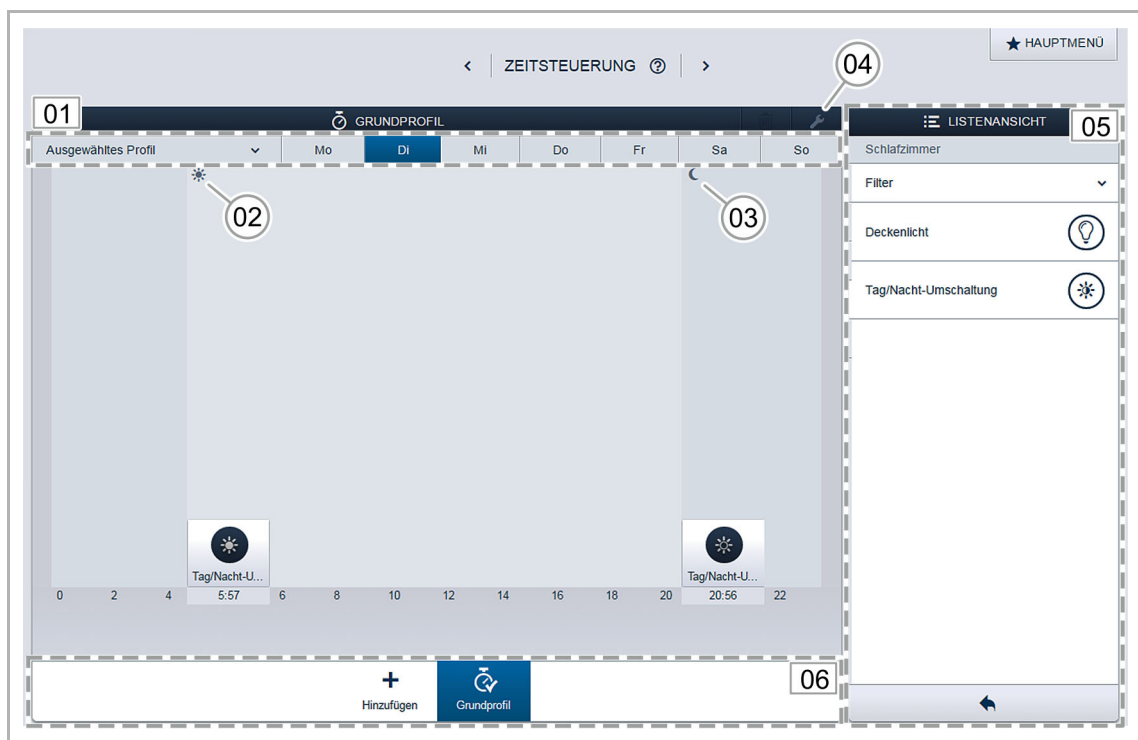 HAUPTMENÜ
ZEITSTEUERUNG
04
01
GRUNDPROFIL
LISTENANSICHT
05
Ausgewähltes Profil Mo Di Mi Do Fr Sa So
Schlafzimmer
Filter
02
03
Deckenlicht
Tag/Nacht-Umschaltung
Tag/Nacht-U... Tag/Nacht-U...
0 2 4 5:57 6 8 10 12 14 16 18 20 20:56 22
06
Hinzufügen Grundprofil